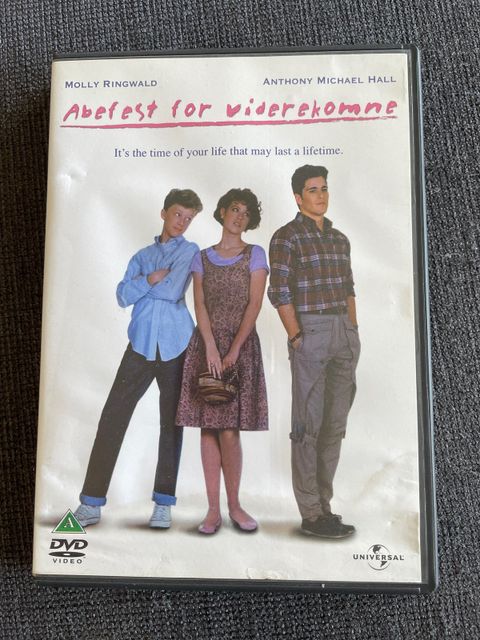 MOLLY RINGWALD ANTHONY MICHAEL HALL
Abefest for viderekomne
It's the time of your life that may last a lifetime.
A
DVD
VIDEO
UNIVERSAL